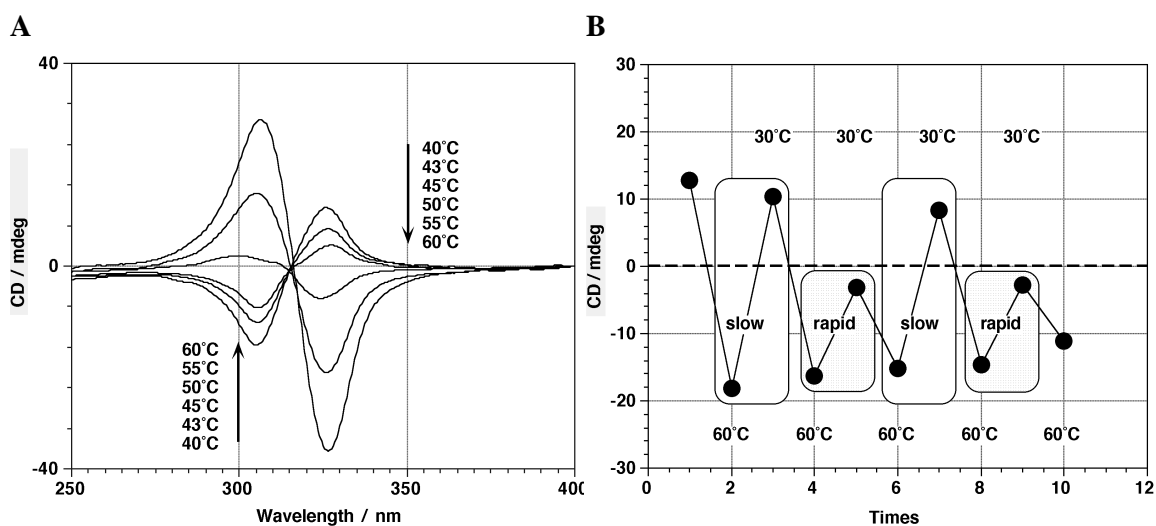 A
40
0
-40
CD / mdeg
40°C
43°C
45°C
50°C
55°C
60°C
60°C
55°C
50°C
45°C
43°C
40°C
250
300
350
400
Wavelength / nm
B
30
20
10
0
-10
-20
-30
CD / mdeg
30°C 30°C 30°C 30°C
slow rapid slow rapid
60°C 60°C 60°C 60°C 60°C
0 2 4 6 8 10 12
Times